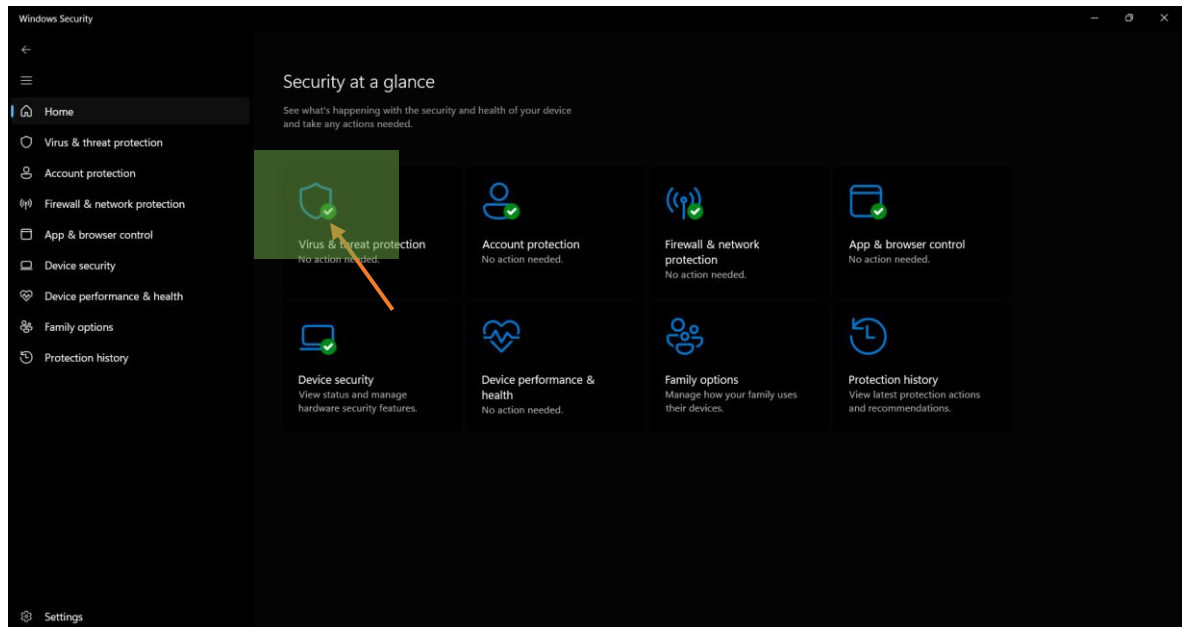 Windows Security
Home
Virus & threat protection
Account protection
Firewall & network protection
App & browser control
Device security
Device performance & health
Family options
Protection history
Settings
Security at a glance
See what's happening with the security and health of your device
and take any actions needed.
Virus & threat protection
No action needed.
Account protection
No action needed.
Firewall & network
protection
No action needed.
App & browser control
No action needed.
Device security
View status and manage
hardware security features.
Device performance &
health
No action needed.
Family options
Manage how your family uses
their devices.
Protection history
View latest protection actions
and recommendations.